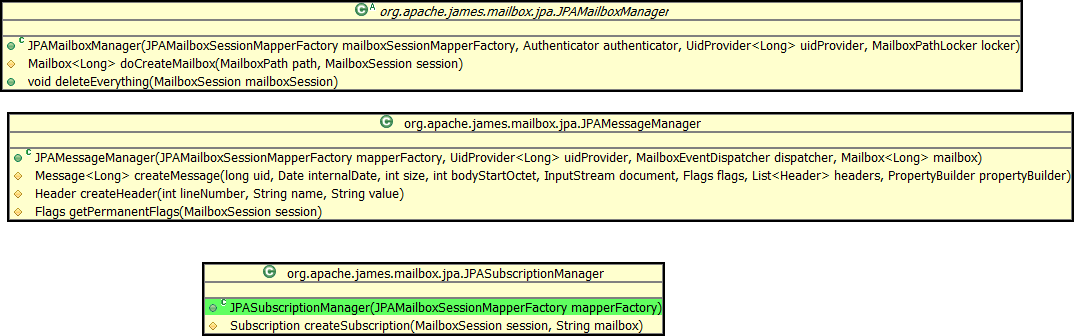 A org.apache.james.mailbox.jpa.JPAMailboxManager
c JPAMailboxManager(JPAMailboxSessionMapperFactory mailboxSessionMapperFactory, Authenticator authenticator, UidProvider<Long> uidProvider, MailboxPathLocker locker)
Mailbox<Long> doCreateMailbox(MailboxPath path, MailboxSession session)
void deleteEverything(MailboxSession mailboxSession)
C org.apache.james.mailbox.jpa.JPAMessageManager
c JPAMessageManager(JPAMailboxSessionMapperFactory mapperFactory, UidProvider<Long> uidProvider, MailboxEventDispatcher dispatcher, Mailbox<Long> mailbox)
Message<Long> createMessage(long uid, Date internalDate, int size, int bodyStartOctet, InputStream document, Flags flags, List<Header> headers, PropertyBuilder propertyBuilder)
Header createHeader(int lineNumber, String name, String value)
Flags getPermanentFlags(MailboxSession session)
C org.apache.james.mailbox.jpa.JPASubscriptionManager
c JPASubscriptionManager(JPAMailboxSessionMapperFactory mapperFactory)
Subscription createSubscription(MailboxSession session, String mailbox)